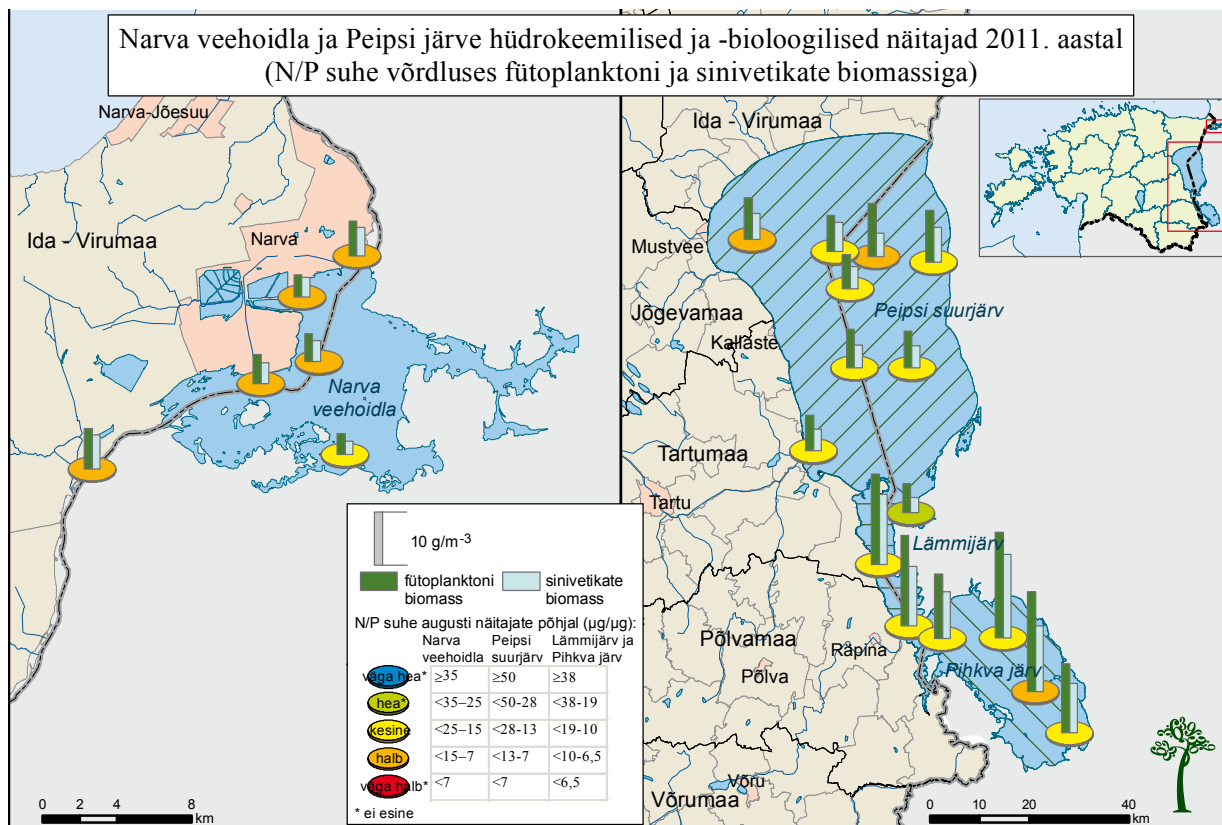 Narva veehoidla ja Peipsi järve hüdrokeemilised ja -bioloogilised näitajad 2011. aastal
(N/P suhe võrdluses fütoplanktoni ja sinivetikate biomassiga)
Narva-Jõesuu
Ida - Virumaa
Narva
Narva
veehoidla
Ida - Virumaa
Mustvee
Peipsi suurjärv
Jõgevamaa
Kallaste
Tartumaa
Tartu
Lämmijärv
Põlvamaa
Räpina
Põlva
Pihkva järv
Võru
Võrumaa
10 g/m-3
fütoplanktoni
biomass
sinivetikate
biomass
N/P suhe augusti näitajate põhjal (µg/µg):
Narva
veehoidla
Peipsi
suurjärv
Lämmijärv ja
Pihkva järv
väga hea* ≥35 ≥50 ≥38
hea* <35–25 <50-28 <38-19
kesine <25–15 <28-13 <19-10
halb <15–7 <13-7 <10-6,5
väga halb* <7 <7 <6,5
* ei esine
0 2 4 8
km
0 10 20 40
km